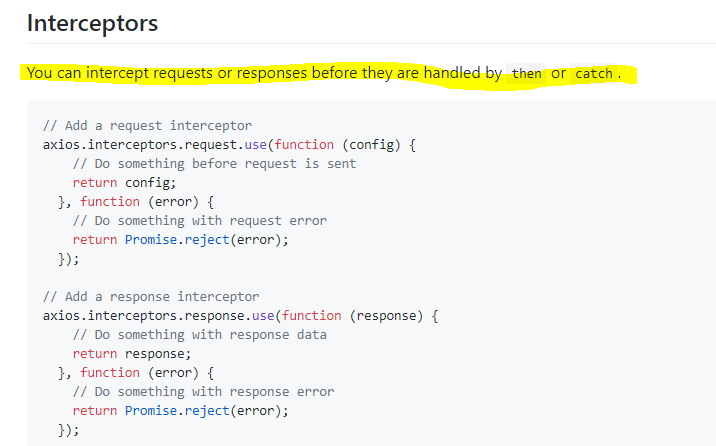 Interceptors
You can intercept requests or responses before they are handled by then or catch.
// Add a request interceptor
axios.interceptors.request.use(function (config) {
    // Do something before request is sent
    return config;
  }, function (error) {
    // Do something with request error
    return Promise.reject(error);
  });
// Add a response interceptor
axios.interceptors.response.use(function (response) {
    // Do something with response data
    return response;
  }, function (error) {
    // Do something with response error
    return Promise.reject(error);
  });